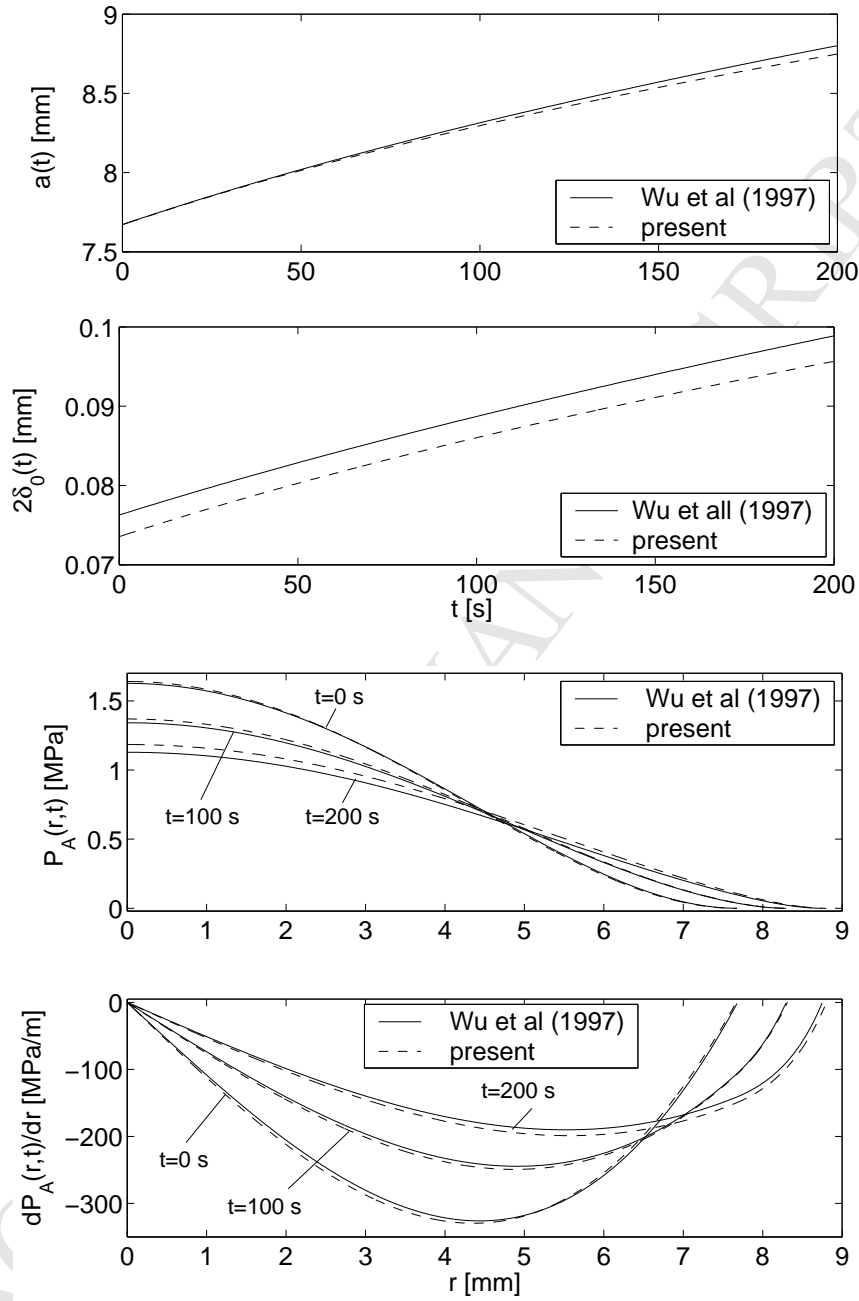 9
8.5
8
7.5
a(t) [mm]
Wu et al (1997)
present
0 50 100 150 200
0.1
0.09
0.08
0.07
2δ_0(t) [mm]
Wu et all (1997)
present
0 50 100 150 200
t [s]
1.5
1
0.5
0
P_A(r,t) [MPa]
t=0 s
t=100 s
t=200 s
Wu et al (1997)
present
0 1 2 3 4 5 6 7 8 9
0
−100
−200
−300
dP_A(r,t)/dr [MPa/m]
Wu et al (1997)
present
t=200 s
t=0 s
t=100 s
0 1 2 3 4 5 6 7 8 9
r [mm]